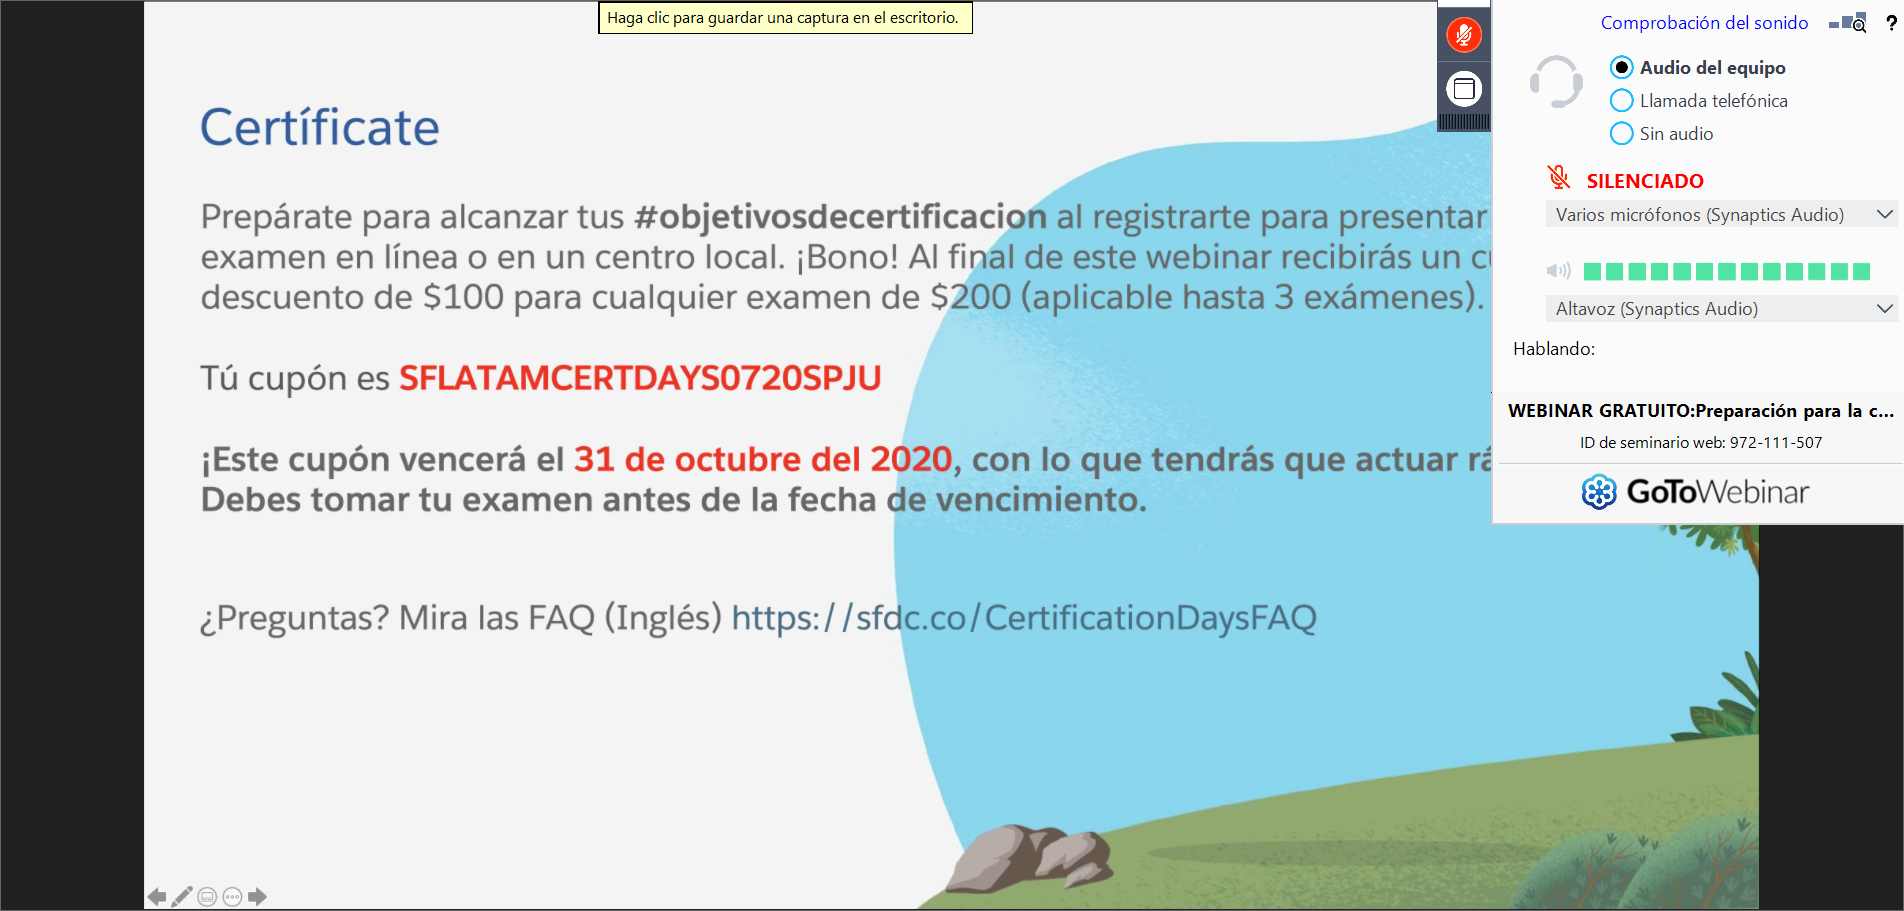 Haga clic para guardar una captura en el escritorio.
Certífícate
Prepárate para alcanzar tus #objetivosdecertificacion al registrarte para presentar
examen en línea o en un centro local. ¡Bono! Al final de este webinar recibirás un
descuento de $100 para cualquier examen de $200 (aplicable hasta 3 exámenes).
Tú cupón es SFLATAMCERTDAYS0720SPJU
¡Este cupón vencerá el 31 de octubre del 2020, con lo que tendrás que actuar
Debes tomar tu examen antes de la fecha de vencimiento.
¿Preguntas? Mira las FAQ (Inglés) https://sfdc.co/CertificationDaysFAQ
Comprobación del sonido
?
Audio del equipo
Llamada telefónica
Sin audio
SILENCIADO
Varios micrófonos (Synaptics Audio)
Altavoz (Synaptics Audio)
Hablando:
WEBINAR GRATUITO:Preparación para la c...
ID de seminario web: 972-111-507
GoToWebinar